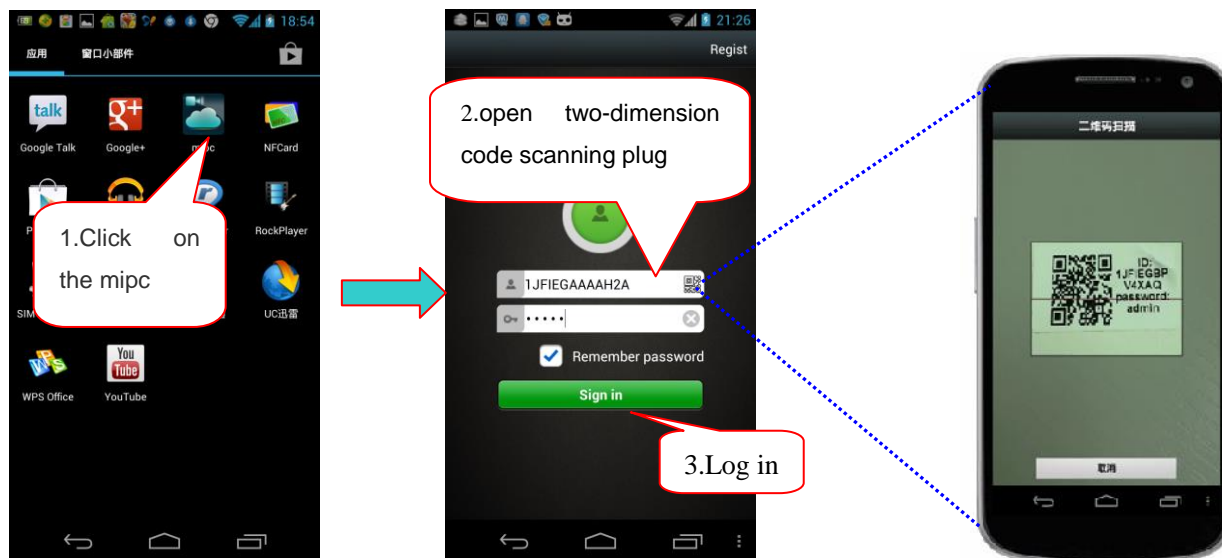 18:54
应用 窗口小部件
talk
Google Talk Google+ NFCard
1.Click on
the mipc
RockPlayer
UC迅雷
WPS
You
Tube
WPS Office YouTube
21:26
Regist
2.open two-dimension
code scanning plug
1JFIEGAAAAH2A
Remember password
Sign in
3.Log in
二维码扫描
ID:
1JFIEGBP
V4XAQ
password:
admin
取消